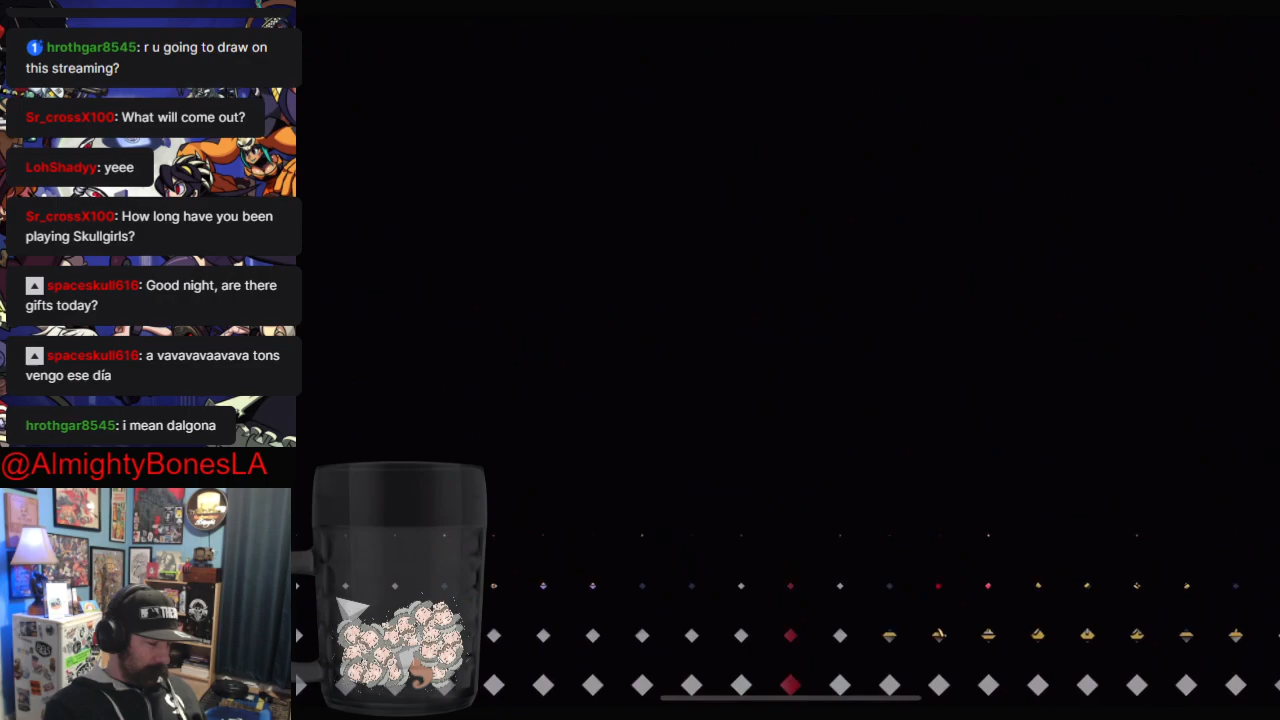 hrothgar8545: r u going to draw on
this streaming?
Sr_crossX100: What will come out?
LohShadyy: yeee
Sr_crossX100: How long have you been
playing Skullgirls?
spaceskull616: Good night, are there
gifts today?
spaceskull616: a vavavavaavava tons
vengo ese día
hrothgar8545: i mean dalgona
@AlmightyBonesLA